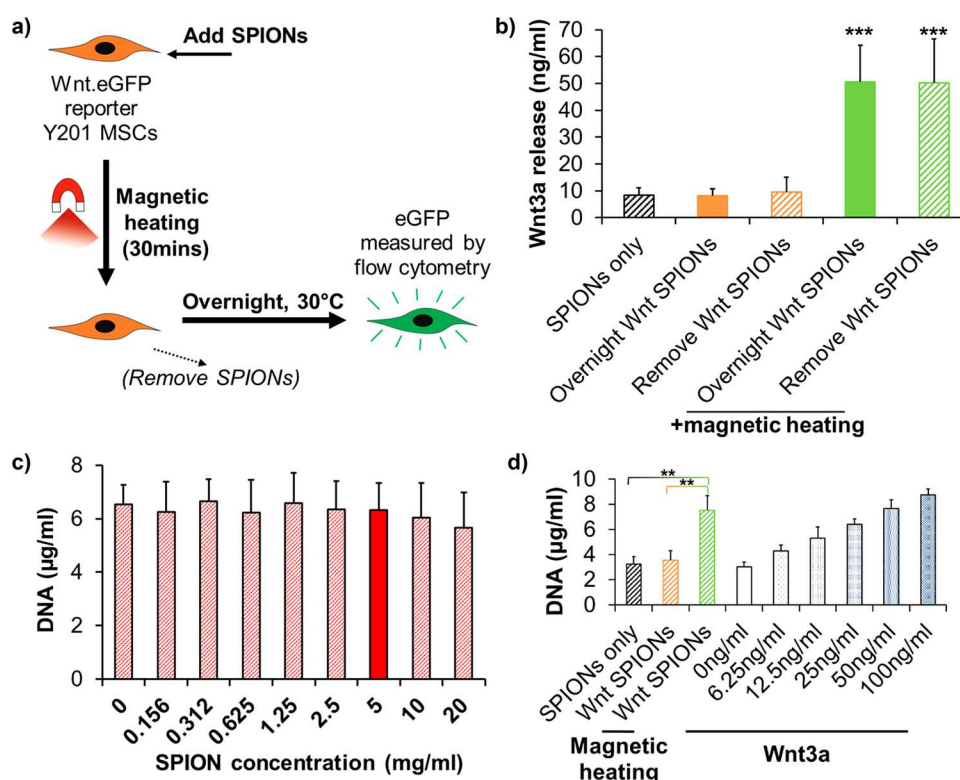 a)
Add SPIONs
Wnt.eGFP
reporter
Y201 MSCs
Magnetic
heating
(30mins)
eGFP
measured by
flow cytometry
Overnight, 30°C
(Remove SPIONs)
b)
Wnt3a release (ng/ml)
70
60
50
40
30
20
10
0
***
***
SPIONs only
Overnight Wnt SPIONs
Remove Wnt SPIONs
Overnight Wnt SPIONs
Remove Wnt SPIONs
+magnetic heating
c)
DNA (µg/ml)
8
6
4
2
0
0
0.156
0.312
0.625
1.25
2.5
5
10
20
SPION concentration (mg/ml)
d)
DNA (µg/ml)
10
8
6
4
2
0
**
**
SPIONs only
Wnt SPIONs
Wnt SPIONs
0ng/ml
6.25ng/ml
12.5ng/ml
25ng/ml
50ng/ml
100ng/ml
Magnetic
heating
Wnt3a